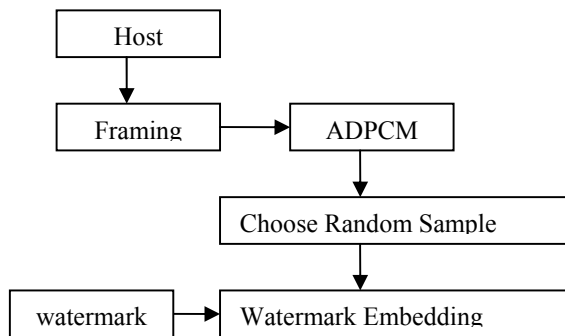 Host
Framing
ADPCM
Choose Random Sample
watermark
Watermark Embedding